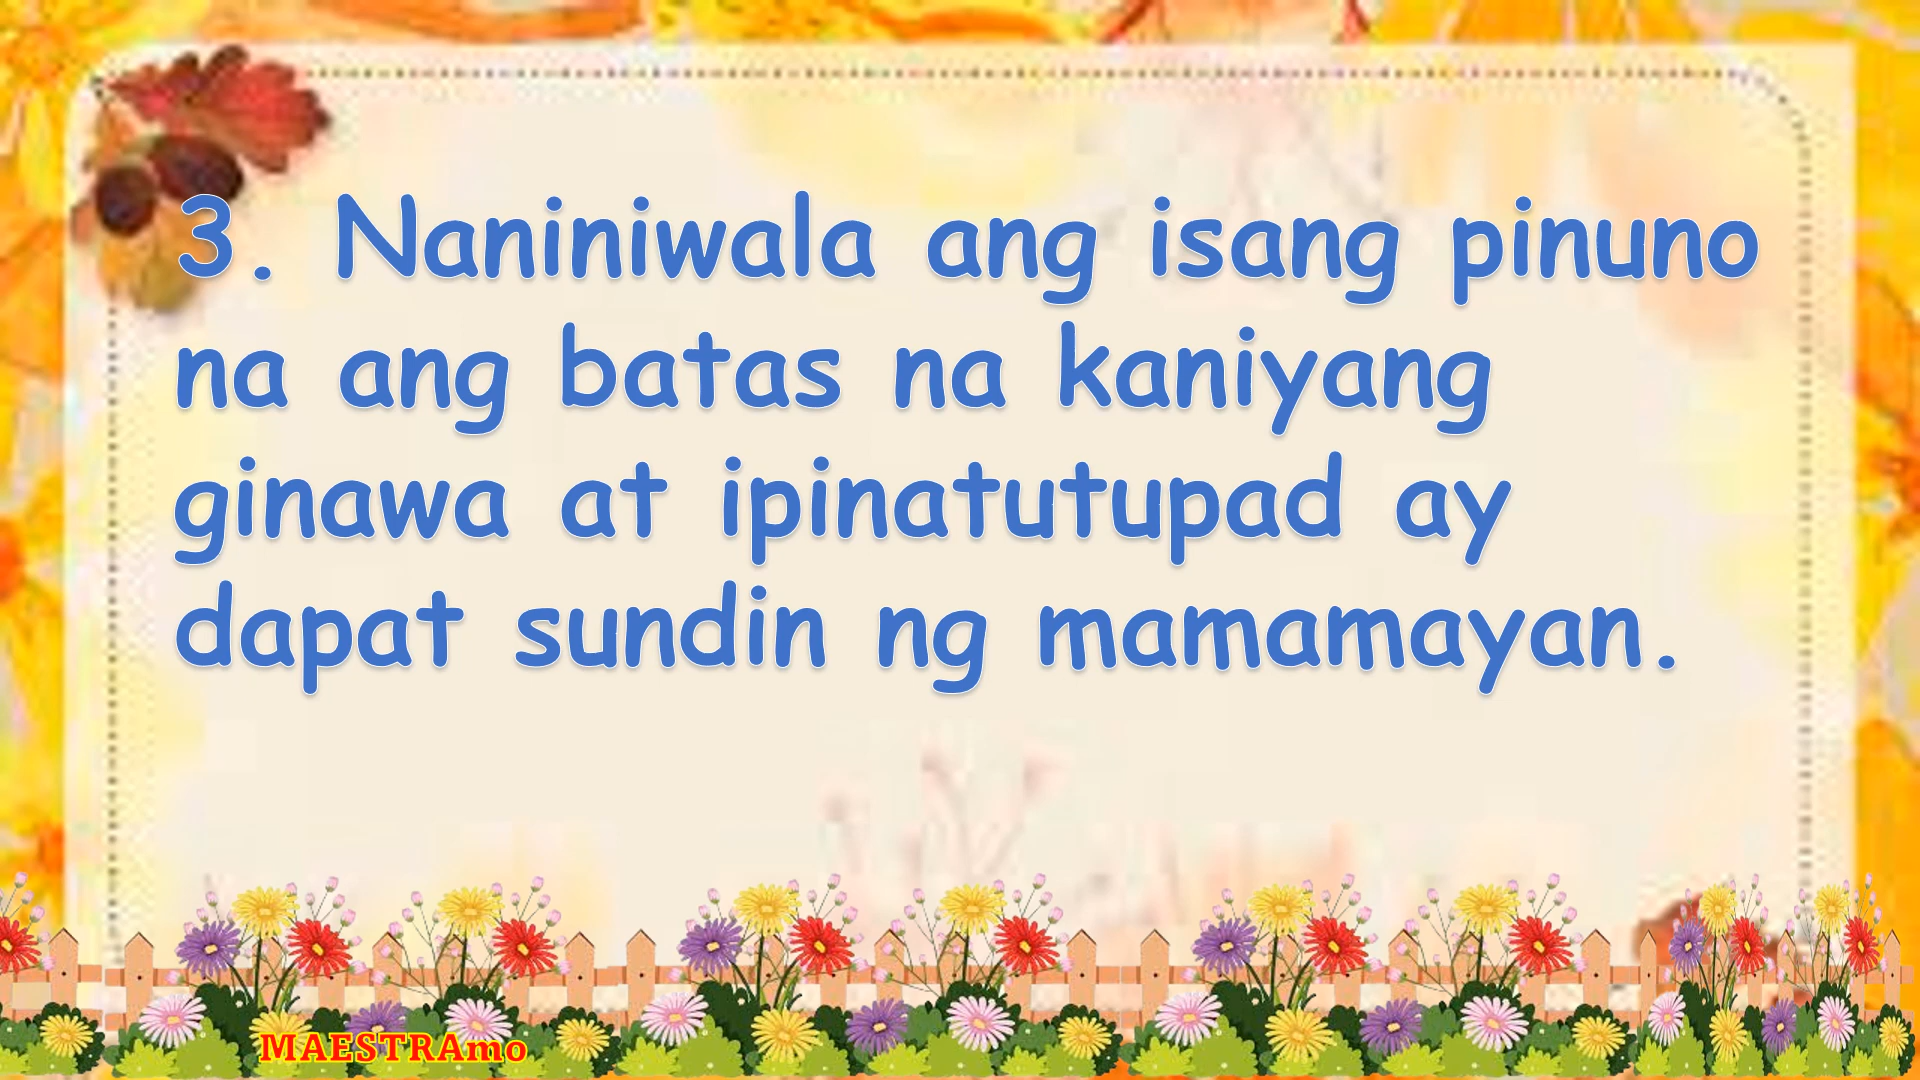 3. Naniniwala ang isang pinuno
na ang batas na kaniyang
ginawa at ipinatutupad ay
dapat sundin ng mamamayan.
MAESTRAmo